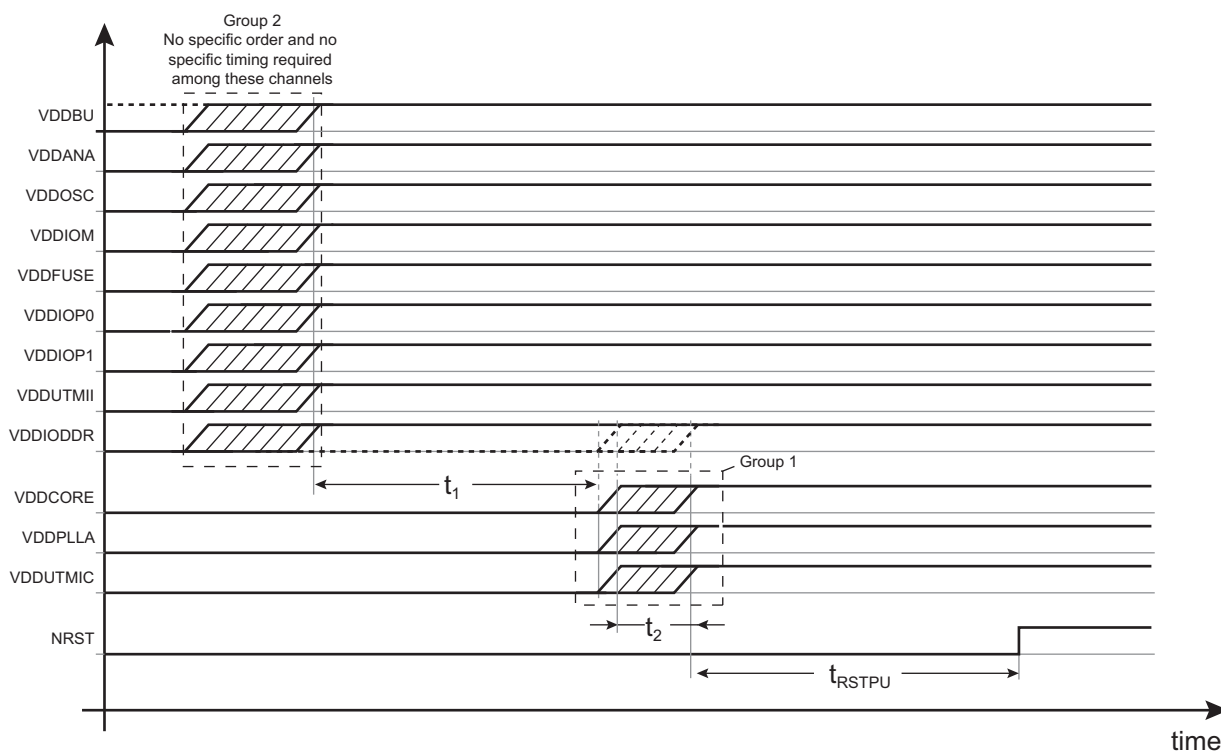 Group 2
No specific order and no
specific timing required
among these channels
VDDBU
VDDANA
VDDOSC
VDDIOM
VDDFUSE
VDDIOP0
VDDIOP1
VDDUTMII
VDDIODDR
Group 1
t1
VDDCORE
VDDPLLA
VDDUTMIC
t2
NRST
tRSTPU
time